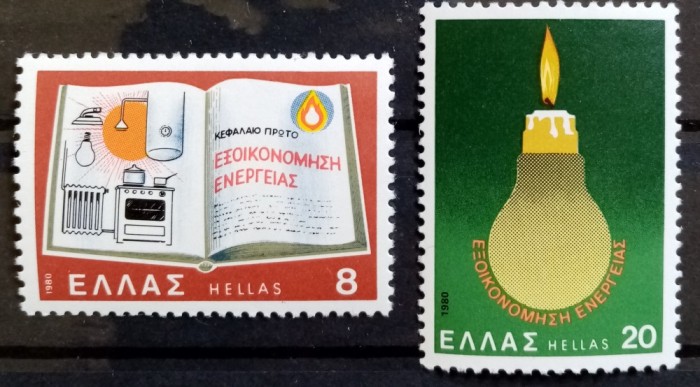 ΚΕΦΑΛΑΙΟ ΠΡΩΤΟ
ΕΞΟΙΚΟΝΟΜΗΣΗ
ΕΝΕΡΓΕΙΑΣ
1980
ΕΛΛΑΣ HELLAS 8
ΕΞΟΙΚΟΝΟΜΗΣΗ ΕΝΕΡΓΕΙΑΣ
1980
ΕΛΛΑΣ HELLAS 20